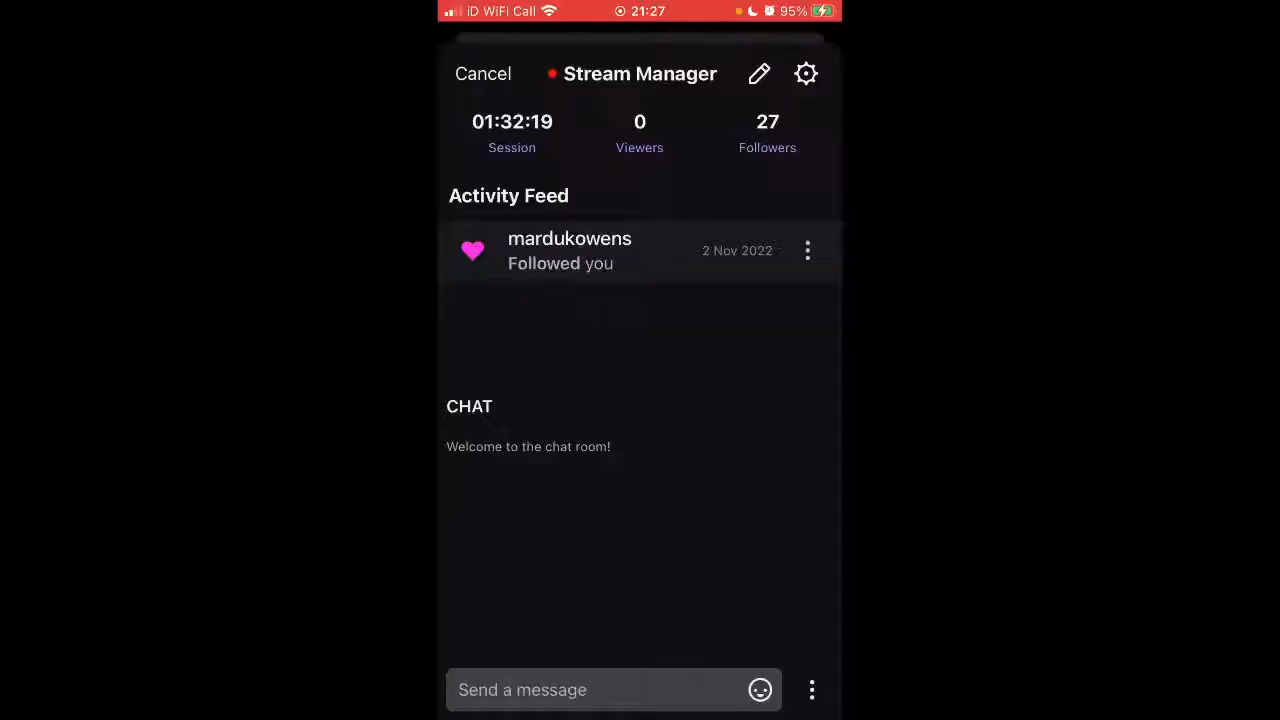 iD WiFi Call 21:27 95%
Cancel Stream Manager
01:32:19 0 27
Session Viewers Followers
Activity Feed
mardukowens
Followed you 2 Nov 2022
CHAT
Welcome to the chat room!
Send a message